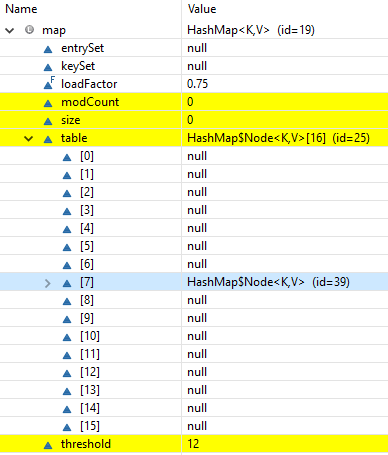 Name Value
map HashMap<K,V> (id=19)
entrySet null
keySet null
F loadFactor 0.75
modCount 0
size 0
table HashMap$Node<K,V>[16] (id=25)
[0] null
[1] null
[2] null
[3] null
[4] null
[5] null
[6] null
[7] HashMap$Node<K,V> (id=39)
[8] null
[9] null
[10] null
[11] null
[12] null
[13] null
[14] null
[15] null
threshold 12